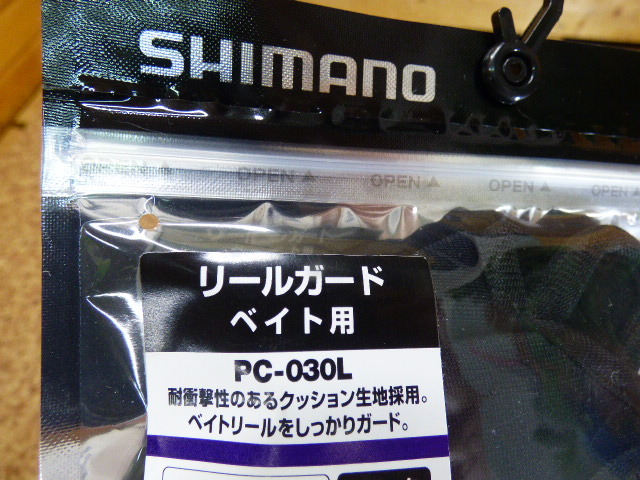 SHIMANO
OPEN ▲ OPEN ▲ OPEN ▲ OPEN
リールガード
ベイト用
PC-030L
耐衝撃性のあるクッション生地採用。
ベイトリールをしっかりガード。